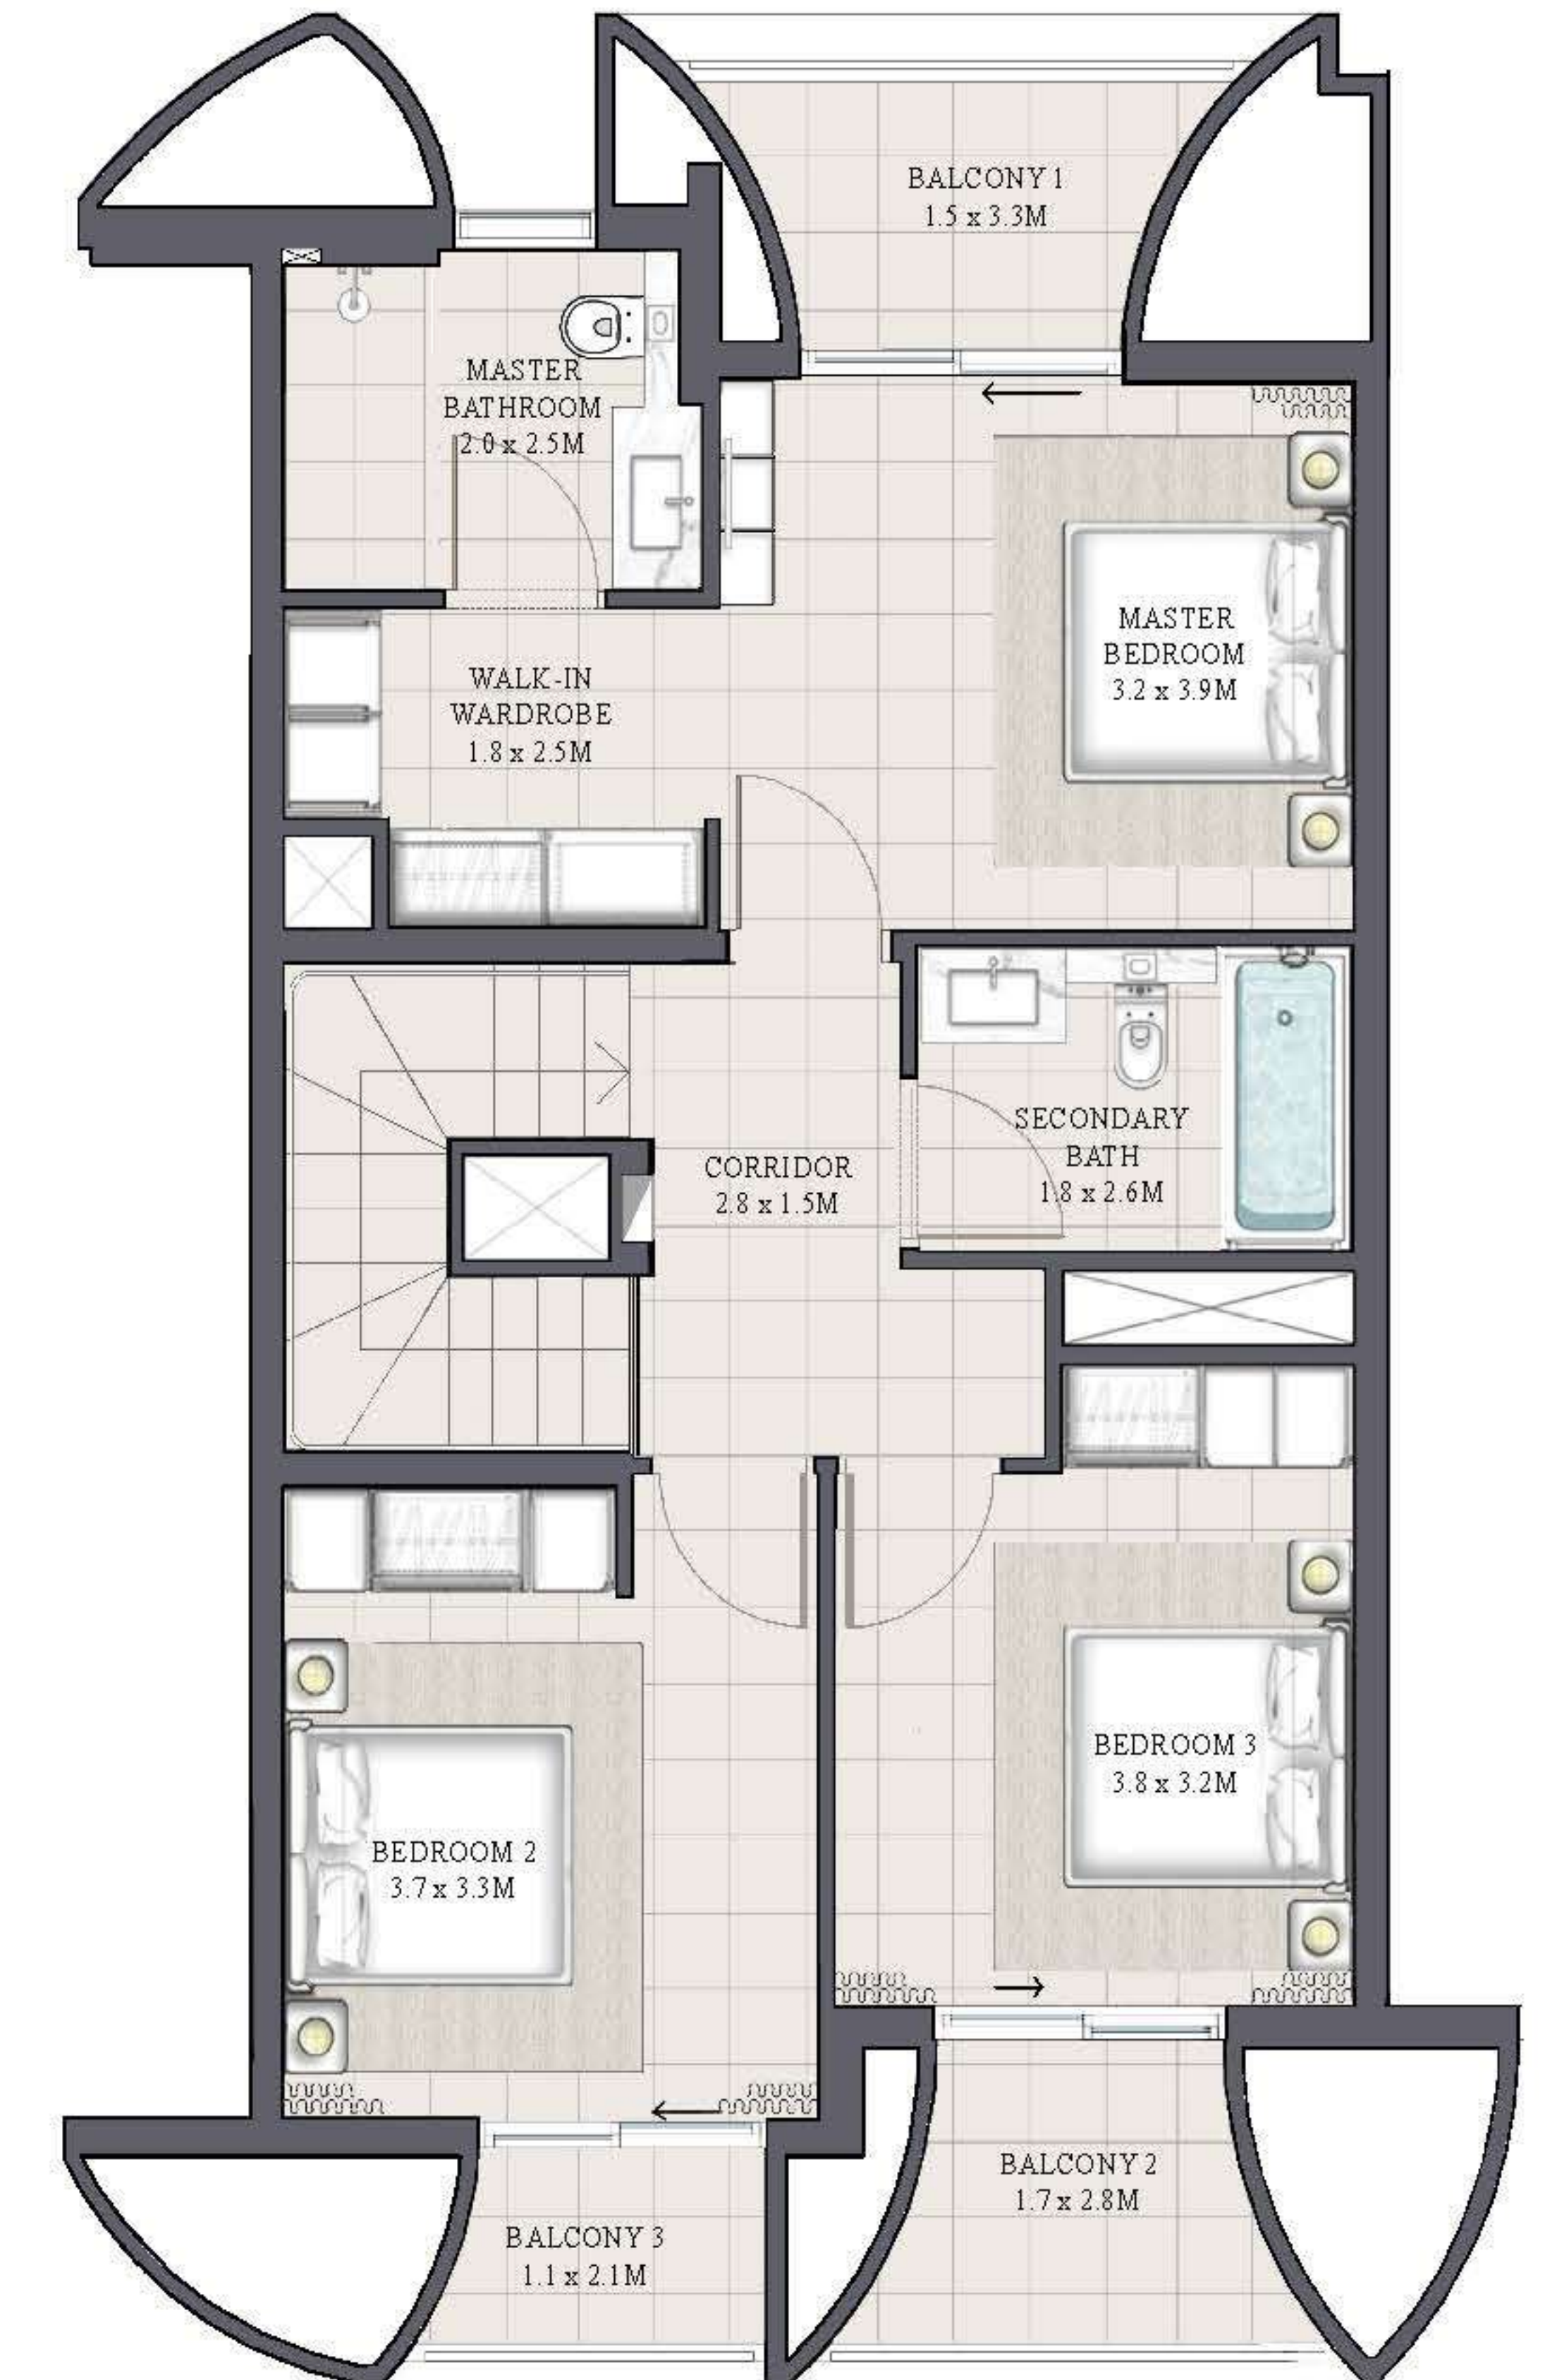 BALCONY 1
1.5 x 3.3M
MASTER
BATHROOM
2.0 x 2.5M
MASTER
BEDROOM
3.2 x 3.9M
WALK-IN
WARDROBE
1.8 x 2.5M
SECONDARY
BATH
1.8 x 2.6M
CORRIDOR
2.8 x 1.5M
BEDROOM 3
3.8 x 3.2M
BEDROOM 2
3.7 x 3.3M
BALCONY 2
1.7 x 2.8M
BALCONY 3
1.1 x 2.1M